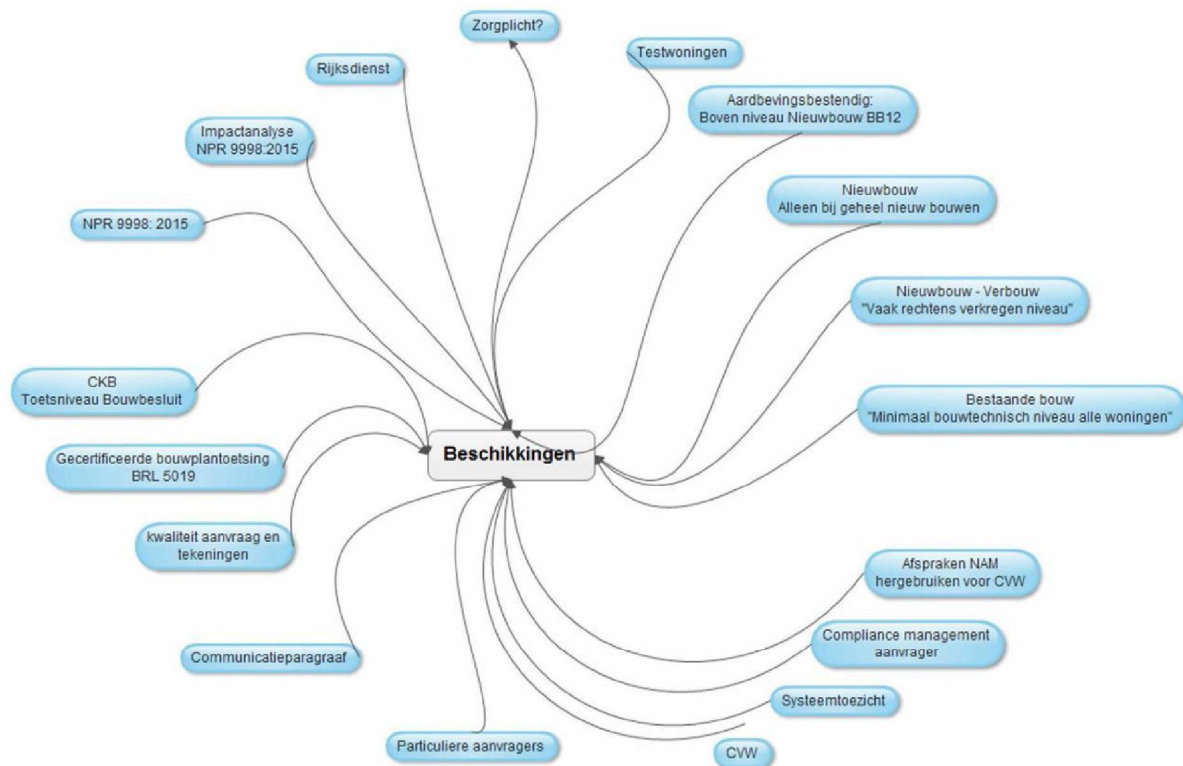 Zorgplicht?
Testwoningen
Rijksdienst
Aardbevingsbestendig:
Boven niveau Nieuwbouw BB12
Impactanalyse
NPR 9998:2015
Nieuwbouw
Alleen bij geheel nieuw bouwen
NPR 9998: 2015
Nieuwbouw - Verbouw
"Vaak rechtens verkregen niveau"
CKB
Toetsniveau Bouwbesluit
Bestaande bouw
"Minimaal bouwtechnisch niveau alle woningen"
Beschikkingen
Gecertificeerde bouwplantoetsing
BRL 5019
kwaliteit aanvraag en
tekeningen
Afspraken NAM
hergebruiken voor CVW
Compliance management
aanvrager
Communicatieparagraaf
Systeemtoezicht
Particuliere aanvragers
CVW